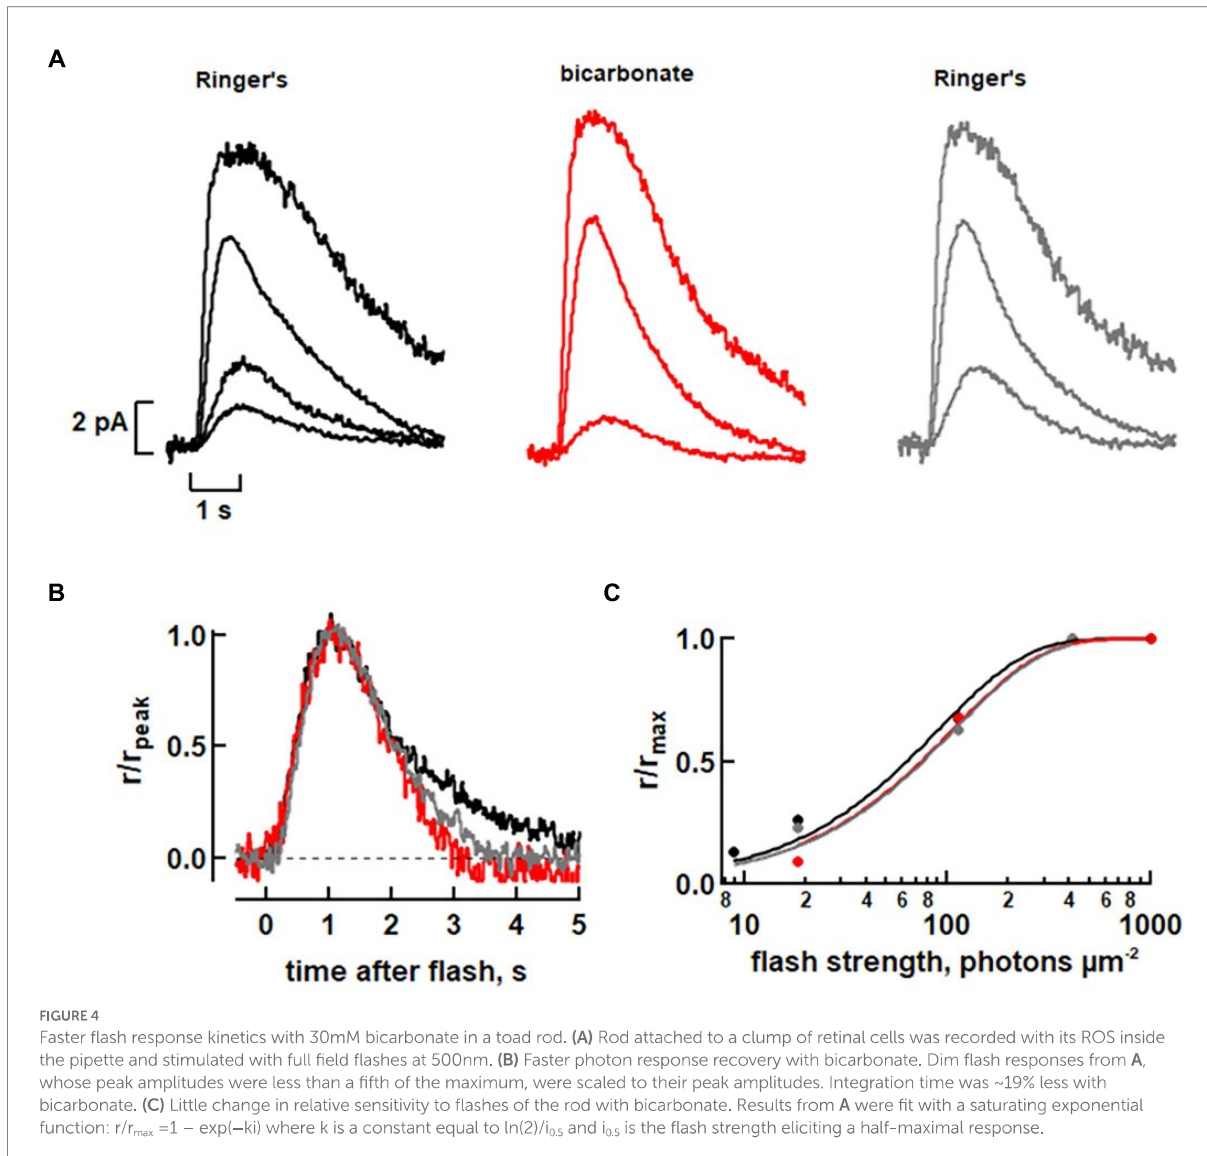 A
Ringer's
bicarbonate
Ringer's
2 pA
1 s
B
C
r/rpeak
1.0
0.5
0.0
0 1 2 3 4 5
time after flash, s
r/rmax
1.0
0.5
0.0
8 2 4 6 8 2 4 6 8
10 100 1000
flash strength, photons µm-2
FIGURE 4
Faster flash response kinetics with 30mM bicarbonate in a toad rod. (A) Rod attached to a clump of retinal cells was recorded with its ROS inside
the pipette and stimulated with full field flashes at 500nm. (B) Faster photon response recovery with bicarbonate. Dim flash responses from A,
whose peak amplitudes were less than a fifth of the maximum, were scaled to their peak amplitudes. Integration time was ~19% less with
bicarbonate. (C) Little change in relative sensitivity to flashes of the rod with bicarbonate. Results from A were fit with a saturating exponential
function: r/rmax =1 − exp(−ki) where k is a constant equal to ln(2)/i0.5 and i0.5 is the flash strength eliciting a half-maximal response.